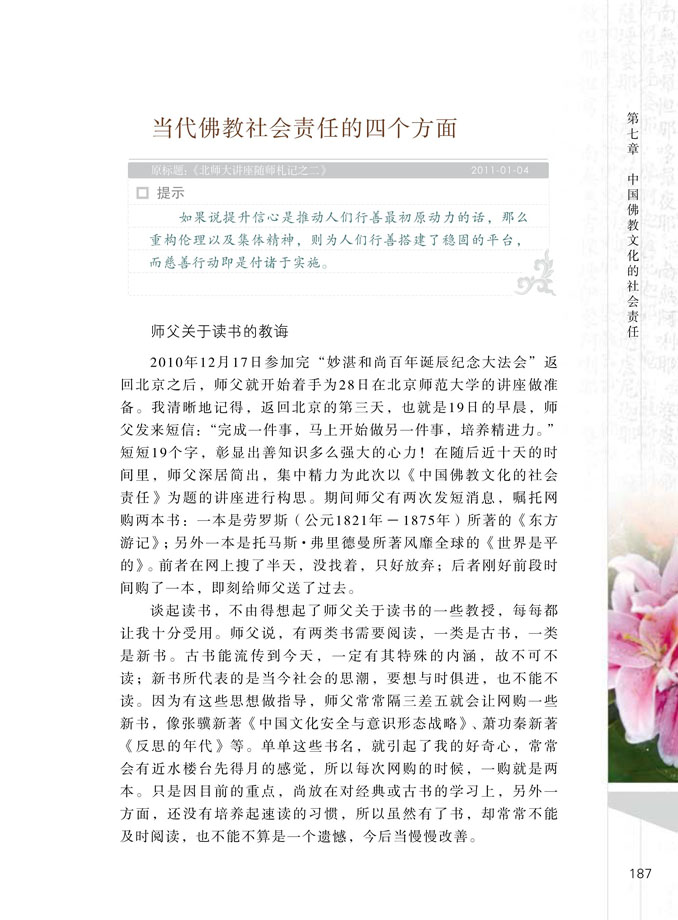 当代佛教社会责任的四个方面
原标题:《北师大讲座随师札记之二》 2011-01-04
提示
如果说提升信心是推动人们行善最初原动力的话，那么
重构伦理以及集体精神，则为人们行善搭建了稳固的平台，
而慈善行动即是付诸于实施。
师父关于读书的教诲
2010年12月17日参加完“妙湛和尚百年诞辰纪念大法会”返
回北京之后，师父就开始着手为28日在北京师范大学的讲座做准
备。我清晰地记得，返回北京的第三天，也就是19日的早晨，师
父发来短信：“完成一件事，马上开始做另一件事，培养精进力。”
短短19个字，彰显出善知识多么强大的心力！在随后近十天的时
间里，师父深居简出，集中精力为此次以《中国佛教文化的社会
责任》为题的讲座进行构思。期间师父有两次发短消息，嘱托网
购两本书：一本是劳罗斯（公元1821年－1875年）所著的《东方
游记》；另外一本是托马斯·弗里德曼所著风靡全球的《世界是平
的》。前者在网上搜了半天，没找着，只好放弃；后者刚好前段时
间购了一本，即刻给师父送了过去。
谈起读书，不由得想起了师父关于读书的一些教授，每每都
让我十分受用。师父说，有两类书需要阅读，一类是古书，一类
是新书。古书能流传到今天，一定有其特殊的内涵，故不可不
读；新书所代表的是当今社会的思潮，要想与时俱进，也不能不
读。因为有这些思想做指导，师父常常隔三差五就会让网购一些
新书，像张骥新著《中国文化安全与意识形态战略》、萧功秦新著
《反思的年代》等。单单这些书名，就引起了我的好奇心，常常
会有近水楼台先得月的感觉，所以每次网购的时候，一购就是两
本。只是因目前的重点，尚放在对经典或古书的学习上，另外一
方面，还没有培养起速读的习惯，所以虽然有了书，却常常不能
及时阅读，也不能不算是一个遗憾，今后当慢慢改善。
第七章 中国佛教文化的社会责任
187